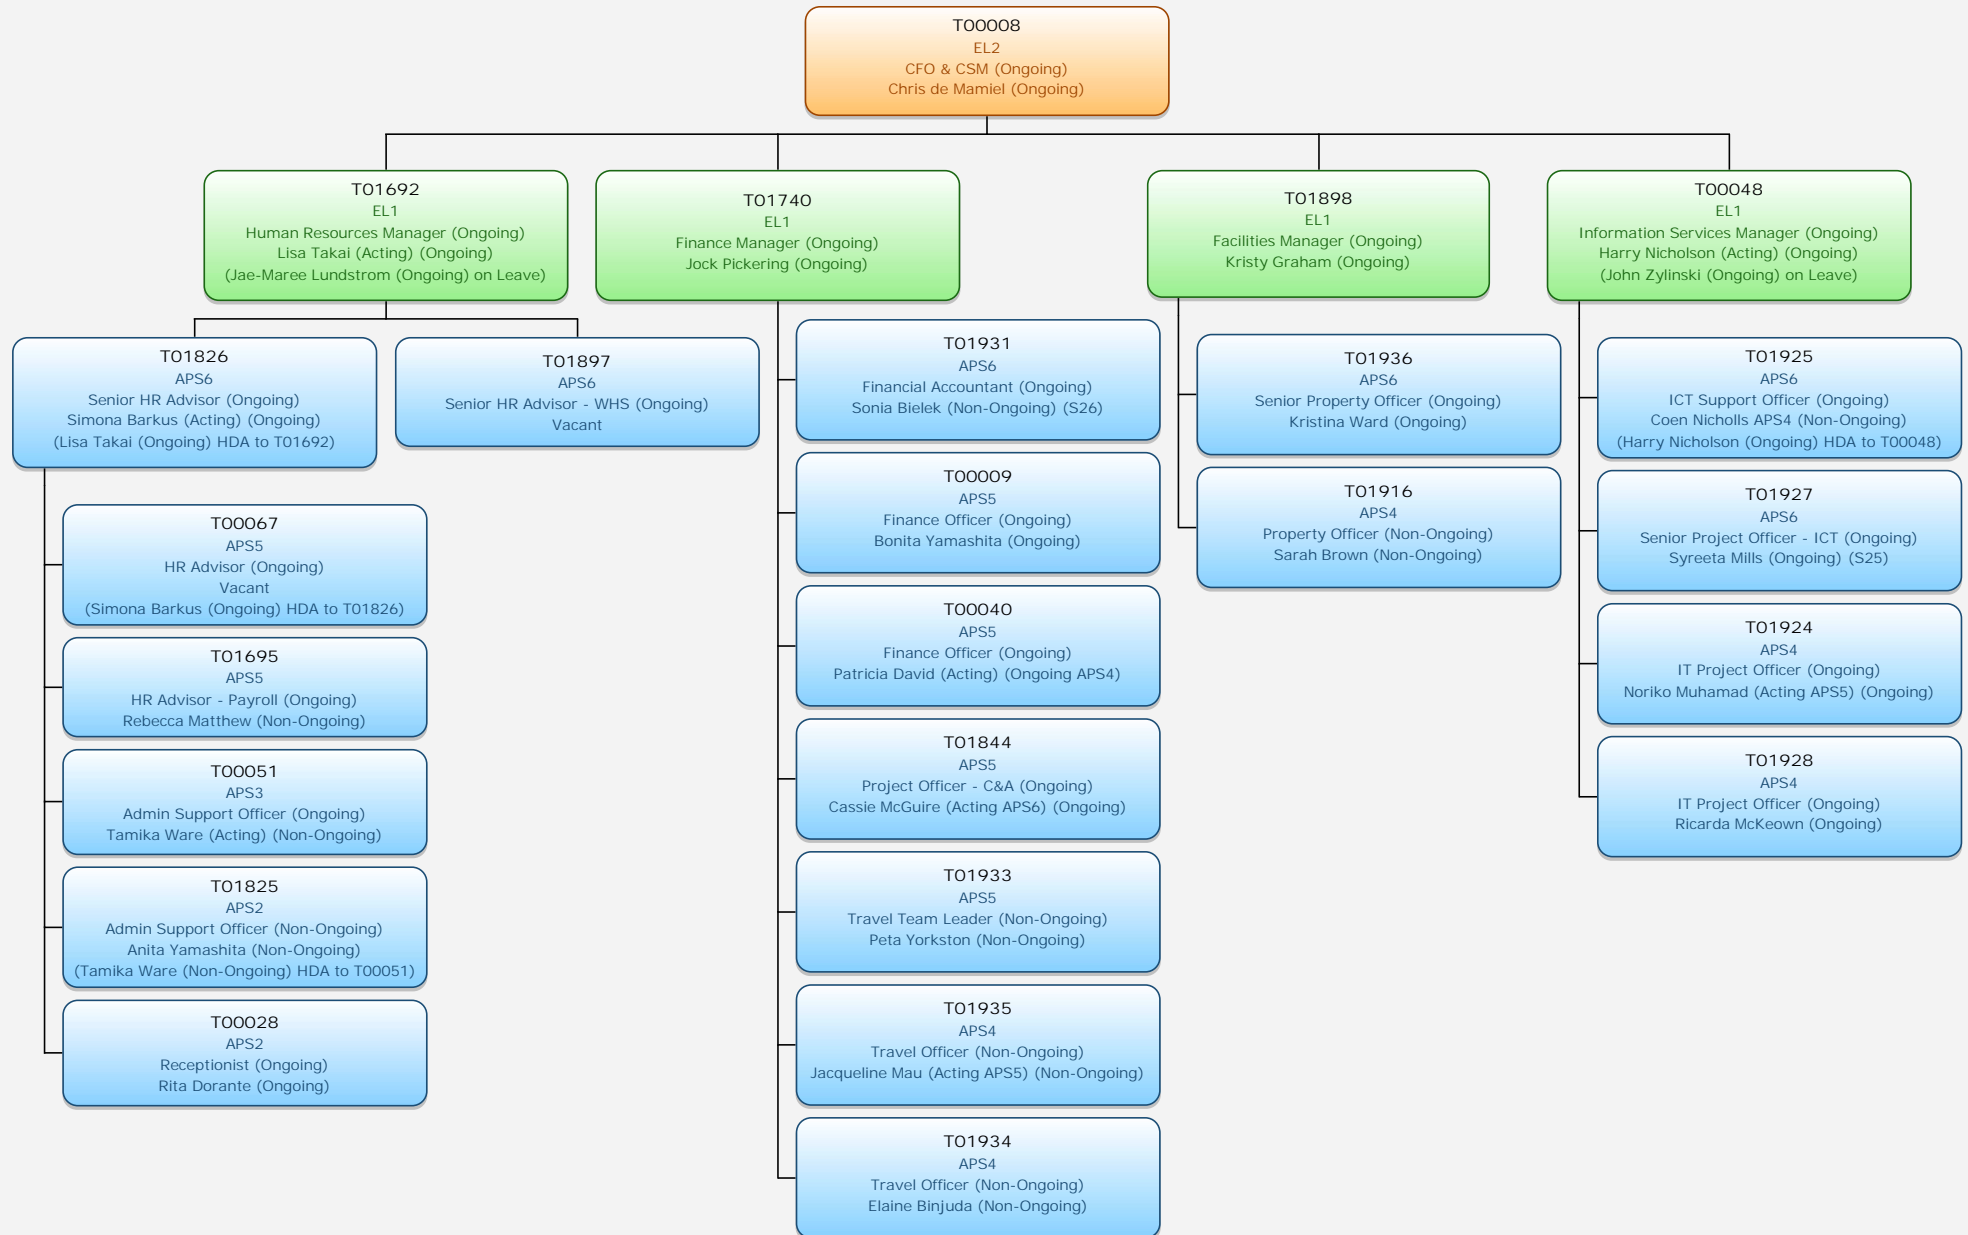 T00008
EL2
CFO & CSM (Ongoing)
Chris de Mamiel (Ongoing)
T01692
EL1
Human Resources Manager (Ongoing)
Lisa Takai (Acting) (Ongoing)
(Jae-Maree Lundstrom (Ongoing) on Leave)
T01740
EL1
Finance Manager (Ongoing)
Jock Pickering (Ongoing)
T01898
EL1
Facilities Manager (Ongoing)
Kristy Graham (Ongoing)
T00048
EL1
Information Services Manager (Ongoing)
Harry Nicholson (Acting) (Ongoing)
(John Zylinski (Ongoing) on Leave)
T01826
APS6
Senior HR Advisor (Ongoing)
Simona Barkus (Acting) (Ongoing)
(Lisa Takai (Ongoing) HDA to T01692)
T01897
APS6
Senior HR Advisor - WHS (Ongoing)
Vacant
T00067
APS5
HR Advisor (Ongoing)
Vacant
(Simona Barkus (Ongoing) HDA to T01826)
T01695
APS5
HR Advisor - Payroll (Ongoing)
Rebecca Matthew (Non-Ongoing)
T00051
APS3
Admin Support Officer (Ongoing)
Tamika Ware (Acting) (Non-Ongoing)
T01825
APS2
Admin Support Officer (Non-Ongoing)
Anita Yamashita (Non-Ongoing)
(Tamika Ware (Non-Ongoing) HDA to T00051)
T00028
APS2
Receptionist (Ongoing)
Rita Dorante (Ongoing)
T01931
APS6
Financial Accountant (Ongoing)
Sonia Bielek (Non-Ongoing) (S26)
T00009
APS5
Finance Officer (Ongoing)
Bonita Yamashita (Ongoing)
T00040
APS5
Finance Officer (Ongoing)
Patricia David (Acting) (Ongoing APS4)
T01844
APS5
Project Officer - C&A (Ongoing)
Cassie McGuire (Acting APS6) (Ongoing)
T01933
APS5
Travel Team Leader (Non-Ongoing)
Peta Yorkston (Non-Ongoing)
T01935
APS4
Travel Officer (Non-Ongoing)
Jacqueline Mau (Acting APS5) (Non-Ongoing)
T01934
APS4
Travel Officer (Non-Ongoing)
Elaine Binjuda (Non-Ongoing)
T01936
APS6
Senior Property Officer (Ongoing)
Kristina Ward (Ongoing)
T01916
APS4
Property Officer (Non-Ongoing)
Sarah Brown (Non-Ongoing)
T01925
APS6
ICT Support Officer (Ongoing)
Coen Nicholls APS4 (Non-Ongoing)
(Harry Nicholson (Ongoing) HDA to T00048)
T01927
APS6
Senior Project Officer - ICT (Ongoing)
Syreeta Mills (Ongoing) (S25)
T01924
APS4
IT Project Officer (Ongoing)
Noriko Muhamad (Acting APS5) (Ongoing)
T01928
APS4
IT Project Officer (Ongoing)
Ricarda McKeown (Ongoing)